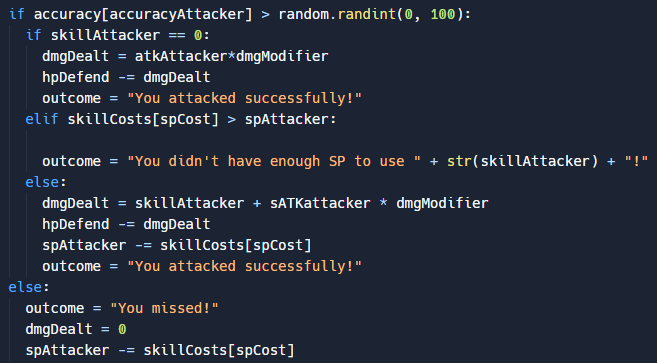 if accuracy[accuracyAttacker] > random.randint(0, 100):
if skillAttacker == 0:
dmgDealt = atkAttacker*dmgModifier
hpDefend -= dmgDealt
outcome = "You attacked successfully!"
elif skillCosts[spCost] > spAttacker:
outcome = "You didn't have enough SP to use " + str(skillAttacker) + "!"
else:
dmgDealt = skillAttacker + sATKattacker * dmgModifier
hpDefend -= dmgDealt
spAttacker -= skillCosts[spCost]
outcome = "You attacked successfully!"
else:
outcome = "You missed!"
dmgDealt = 0
spAttacker -= skillCosts[spCost]